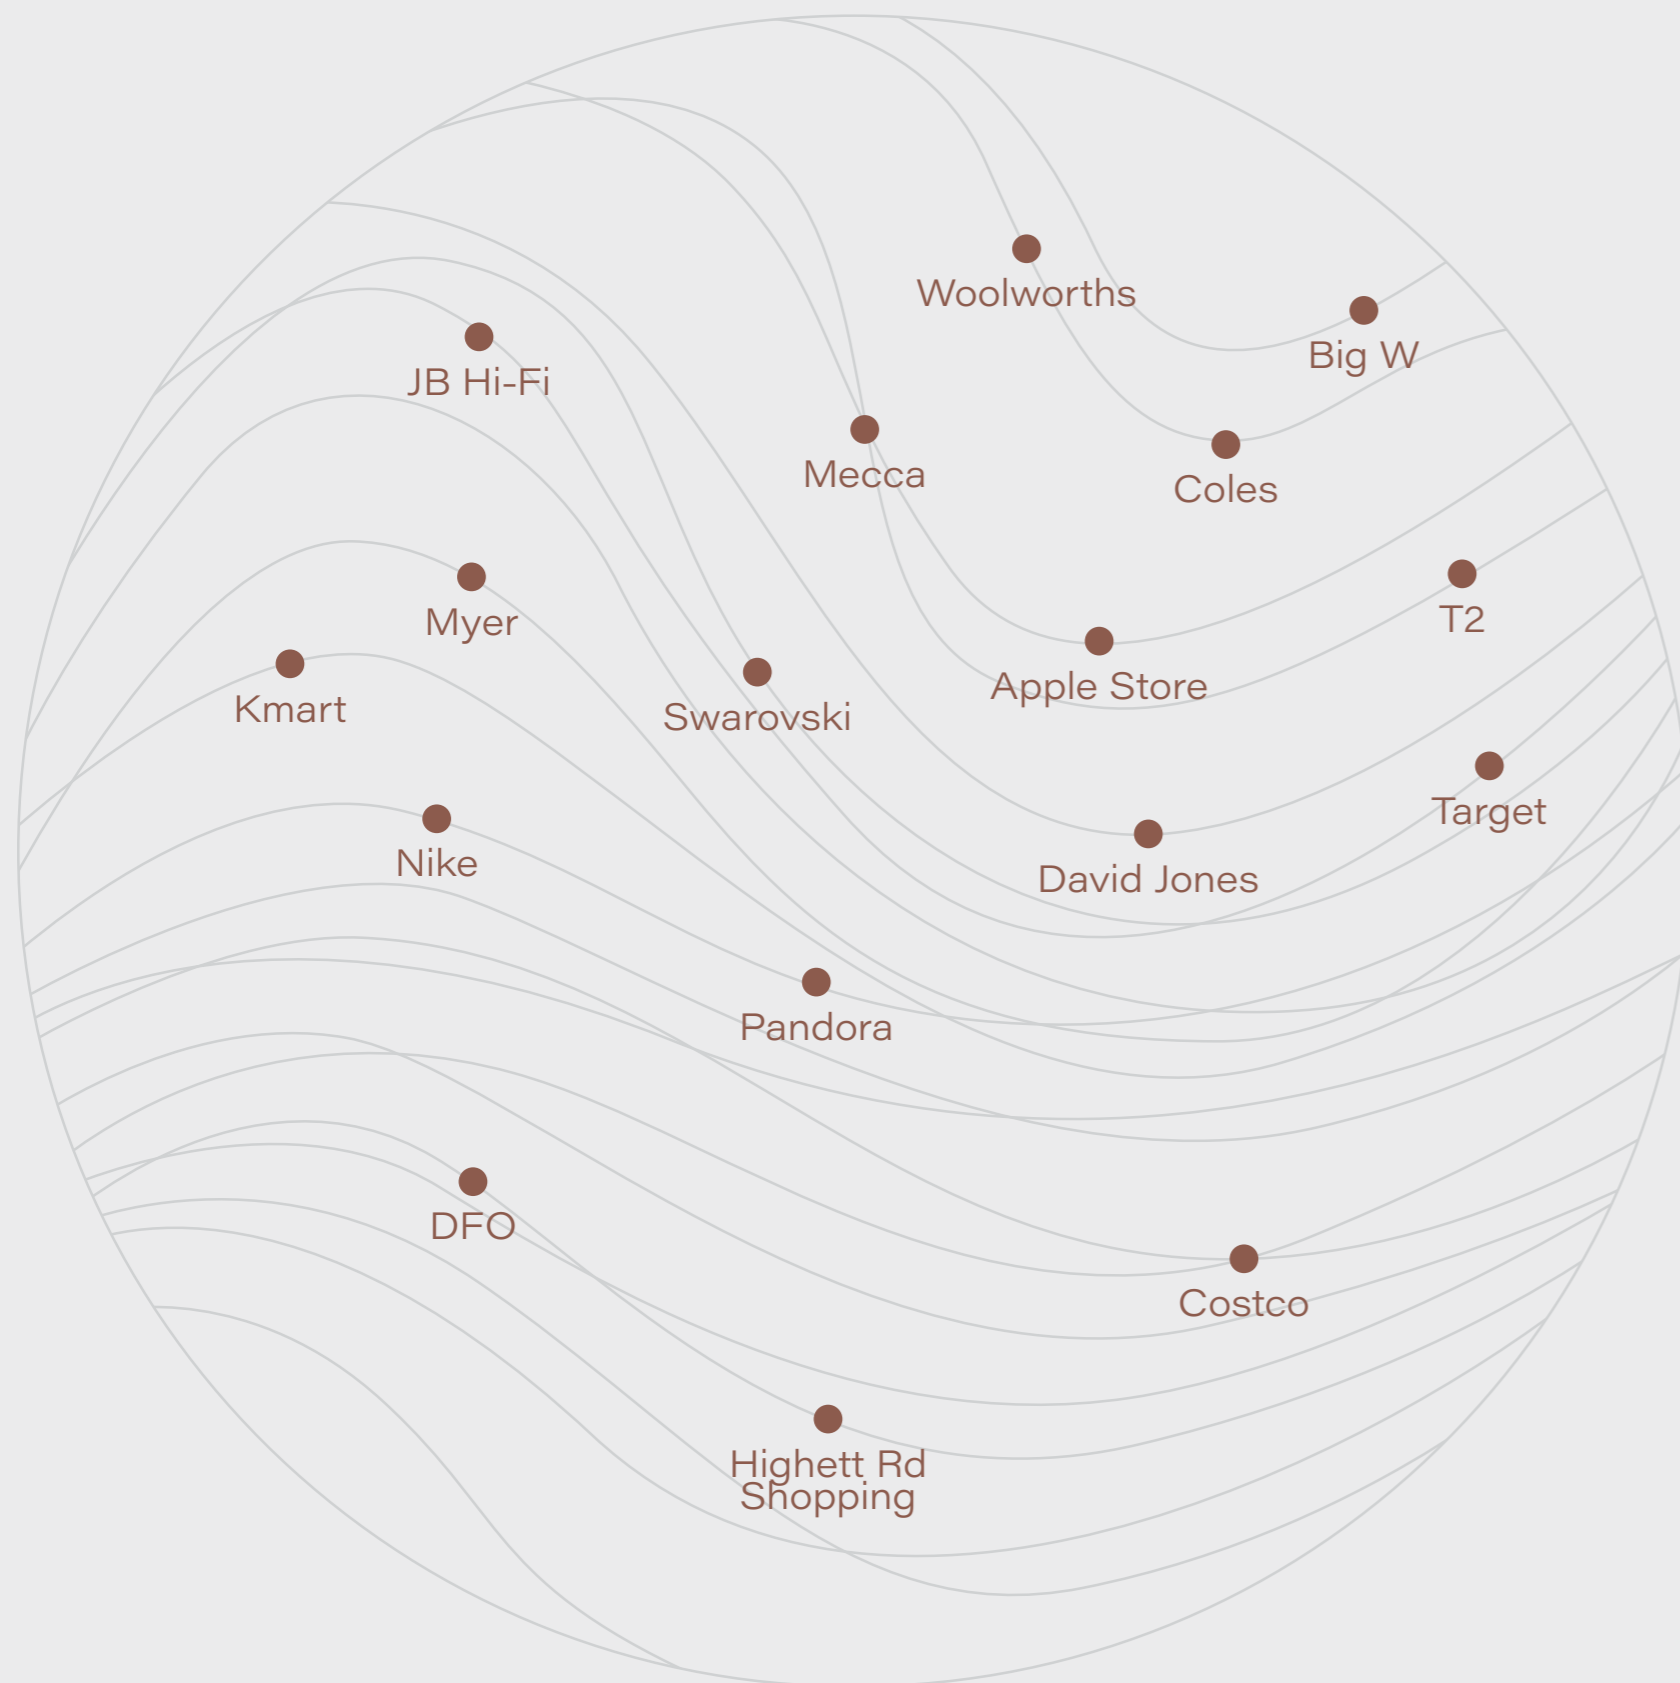 Woolworths
Big W
JB Hi-Fi
Mecca
Coles
Myer
T2
Kmart
Swarovski
Apple Store
Target
Nike
David Jones
Pandora
DFO
Costco
Highett Rd
Shopping